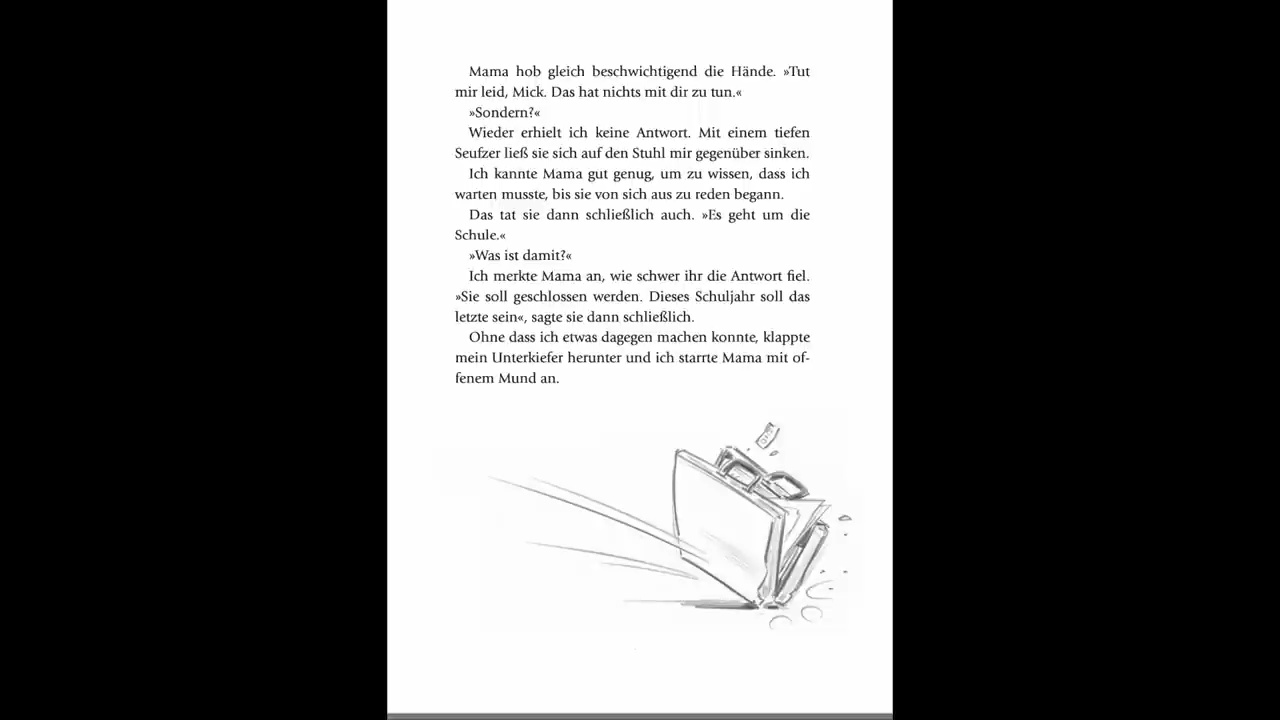 Mama hob gleich beschwichtigend die Hände. »Tut
mir leid, Mick. Das hat nichts mit dir zu tun.«
»Sondern?«
Wieder erhielt ich keine Antwort. Mit einem tiefen
Seufzer ließ sie sich auf den Stuhl mir gegenüber sinken.
Ich kannte Mama gut genug, um zu wissen, dass ich
warten musste, bis sie von sich aus zu reden begann.
Das tat sie dann schließlich auch. »Es geht um die
Schule.«
»Was ist damit?«
Ich merkte Mama an, wie schwer ihr die Antwort fiel.
»Sie soll geschlossen werden. Dieses Schuljahr soll das
letzte sein«, sagte sie dann schließlich.
Ohne dass ich etwas dagegen machen konnte, klappte
mein Unterkiefer herunter und ich starrte Mama mit of-
fenem Mund an.